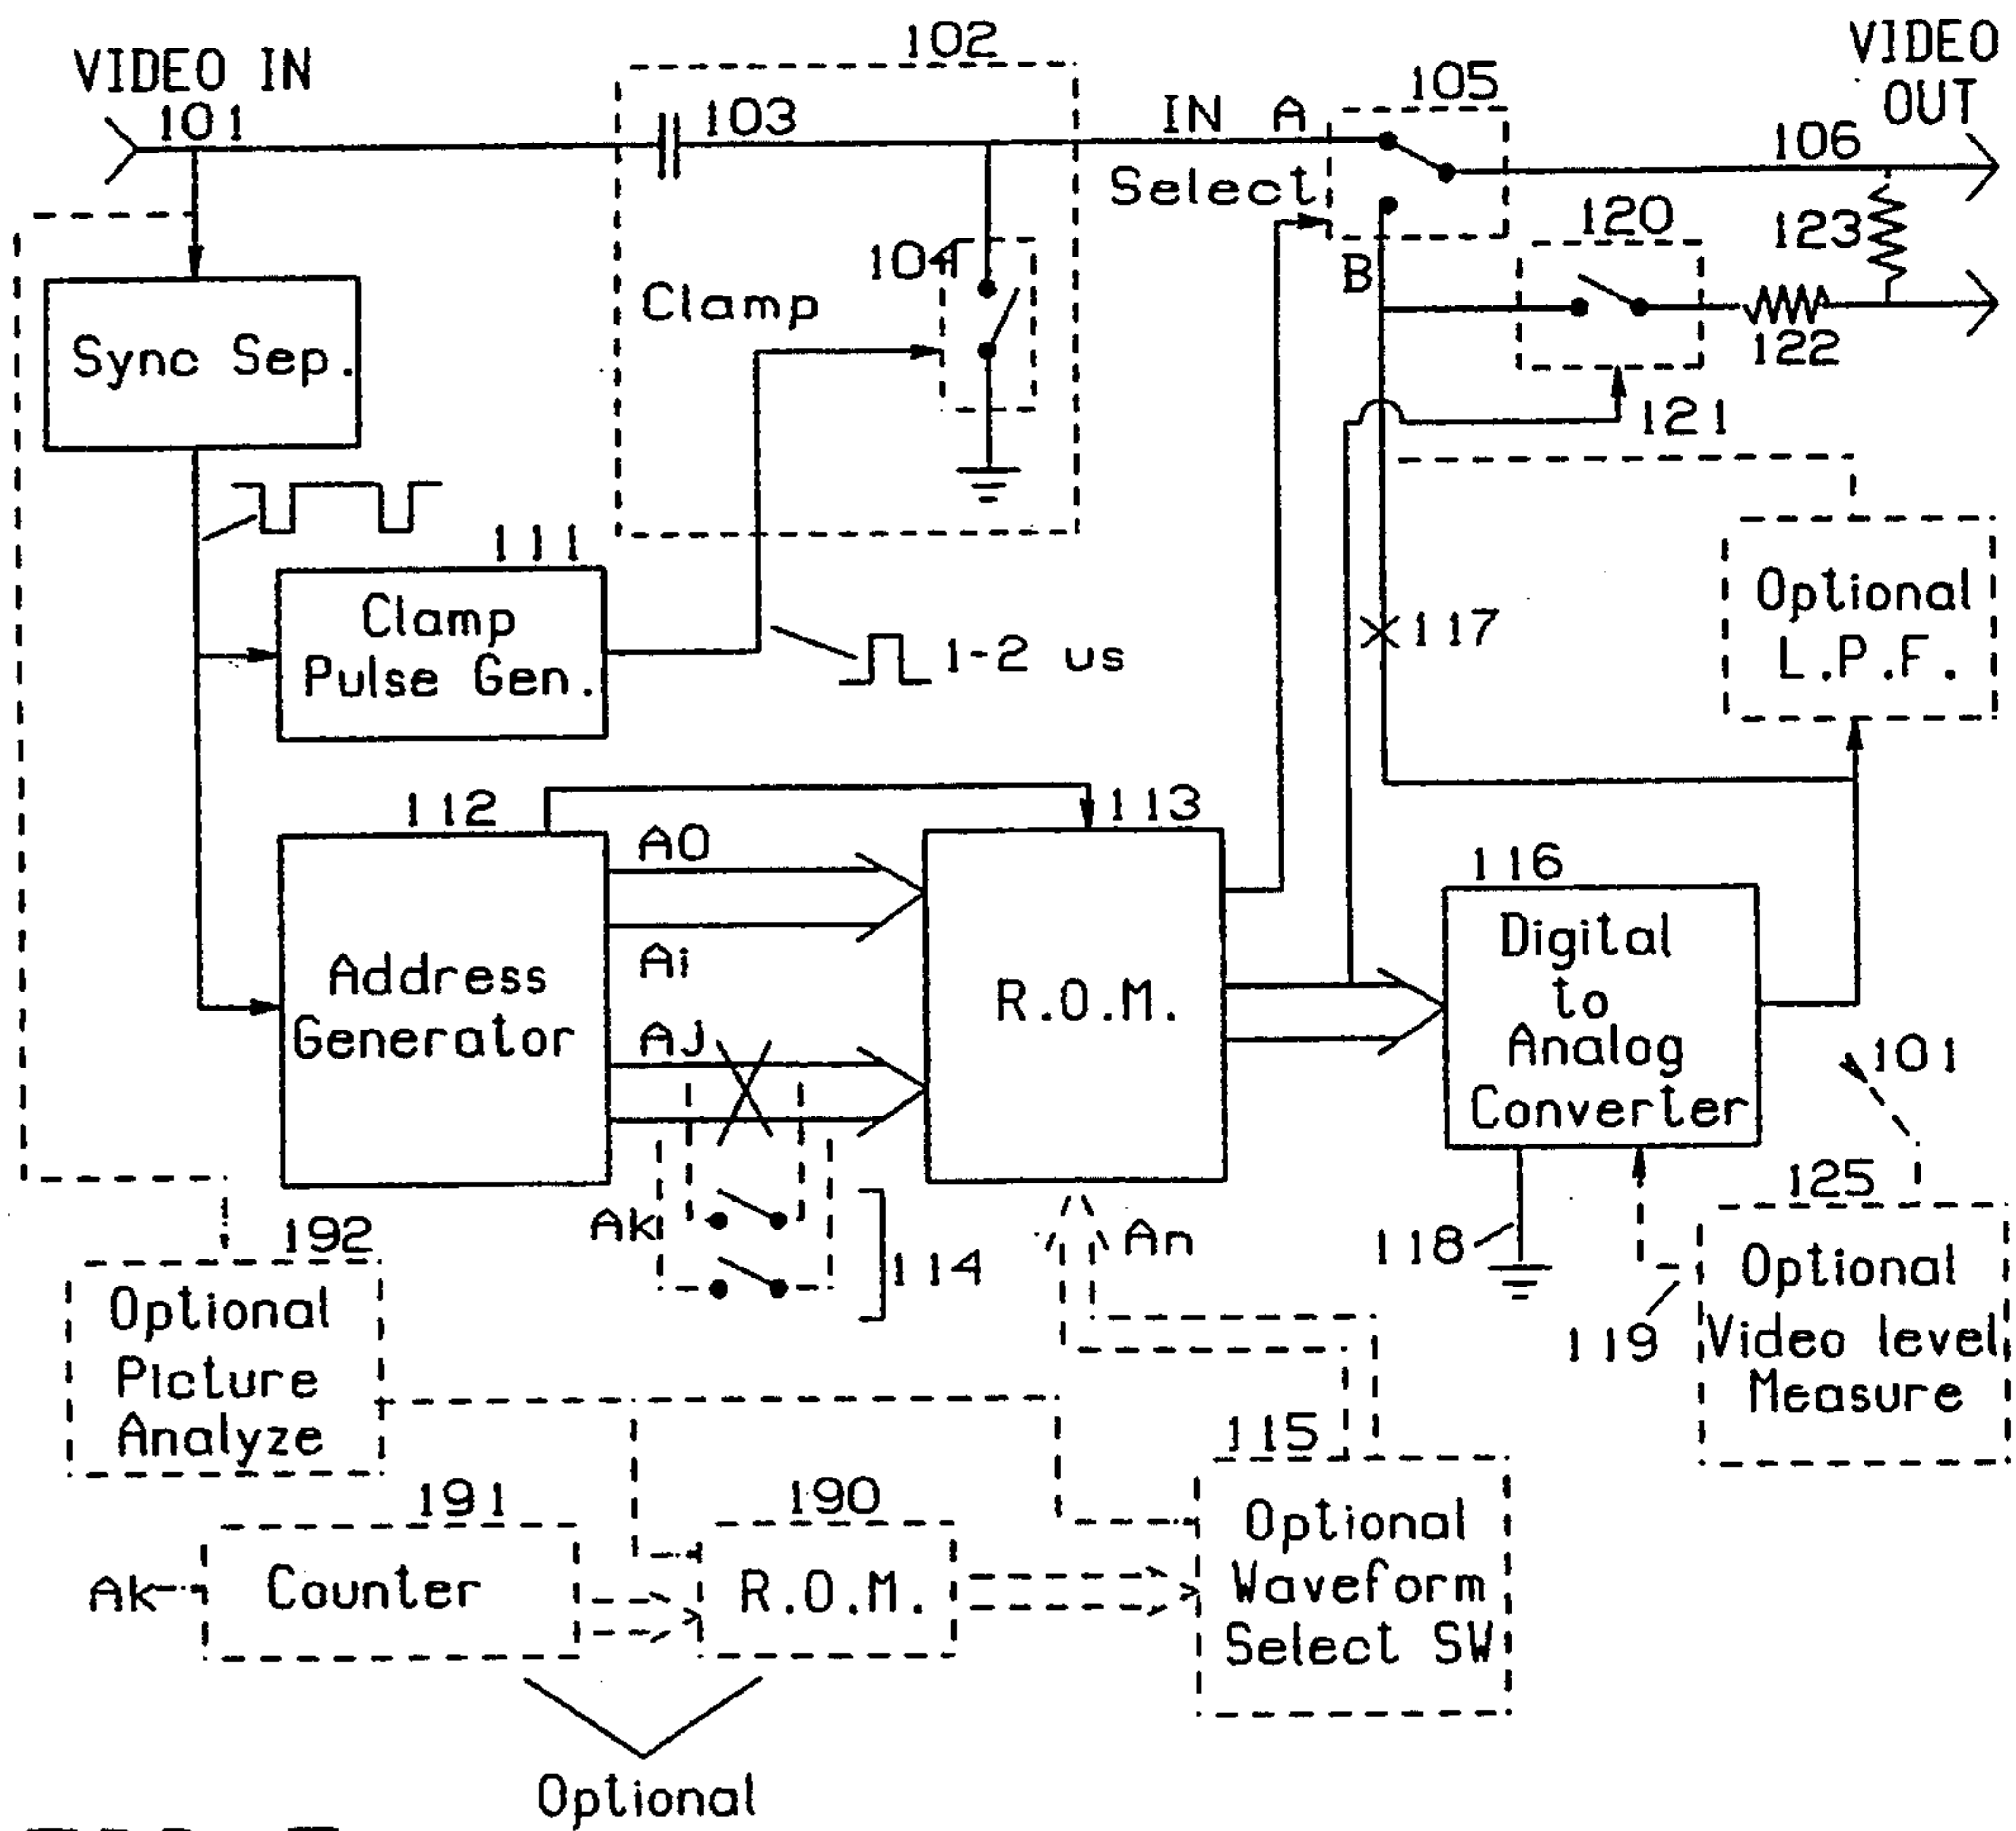 VIDEO IN
101
102
103
IN A
105
VIDEO
OUT
106
Select
104
Clamp
B
120
123
122
121
Sync Sep.
111
Clamp
Pulse Gen.
1-2 us
117
Optional
L.P.F.
112
113
A0
Ai
AJ
Address
Generator
R.O.M.
116
Digital
to
Analog
Converter
101
Ak
114
An
118
119
125
Optional
Video level
Measure
192
Optional
PIcture
Analyze
115
Optional
Waveform
Select SW
191
190
Ak
Counter
R.O.M.
Optional